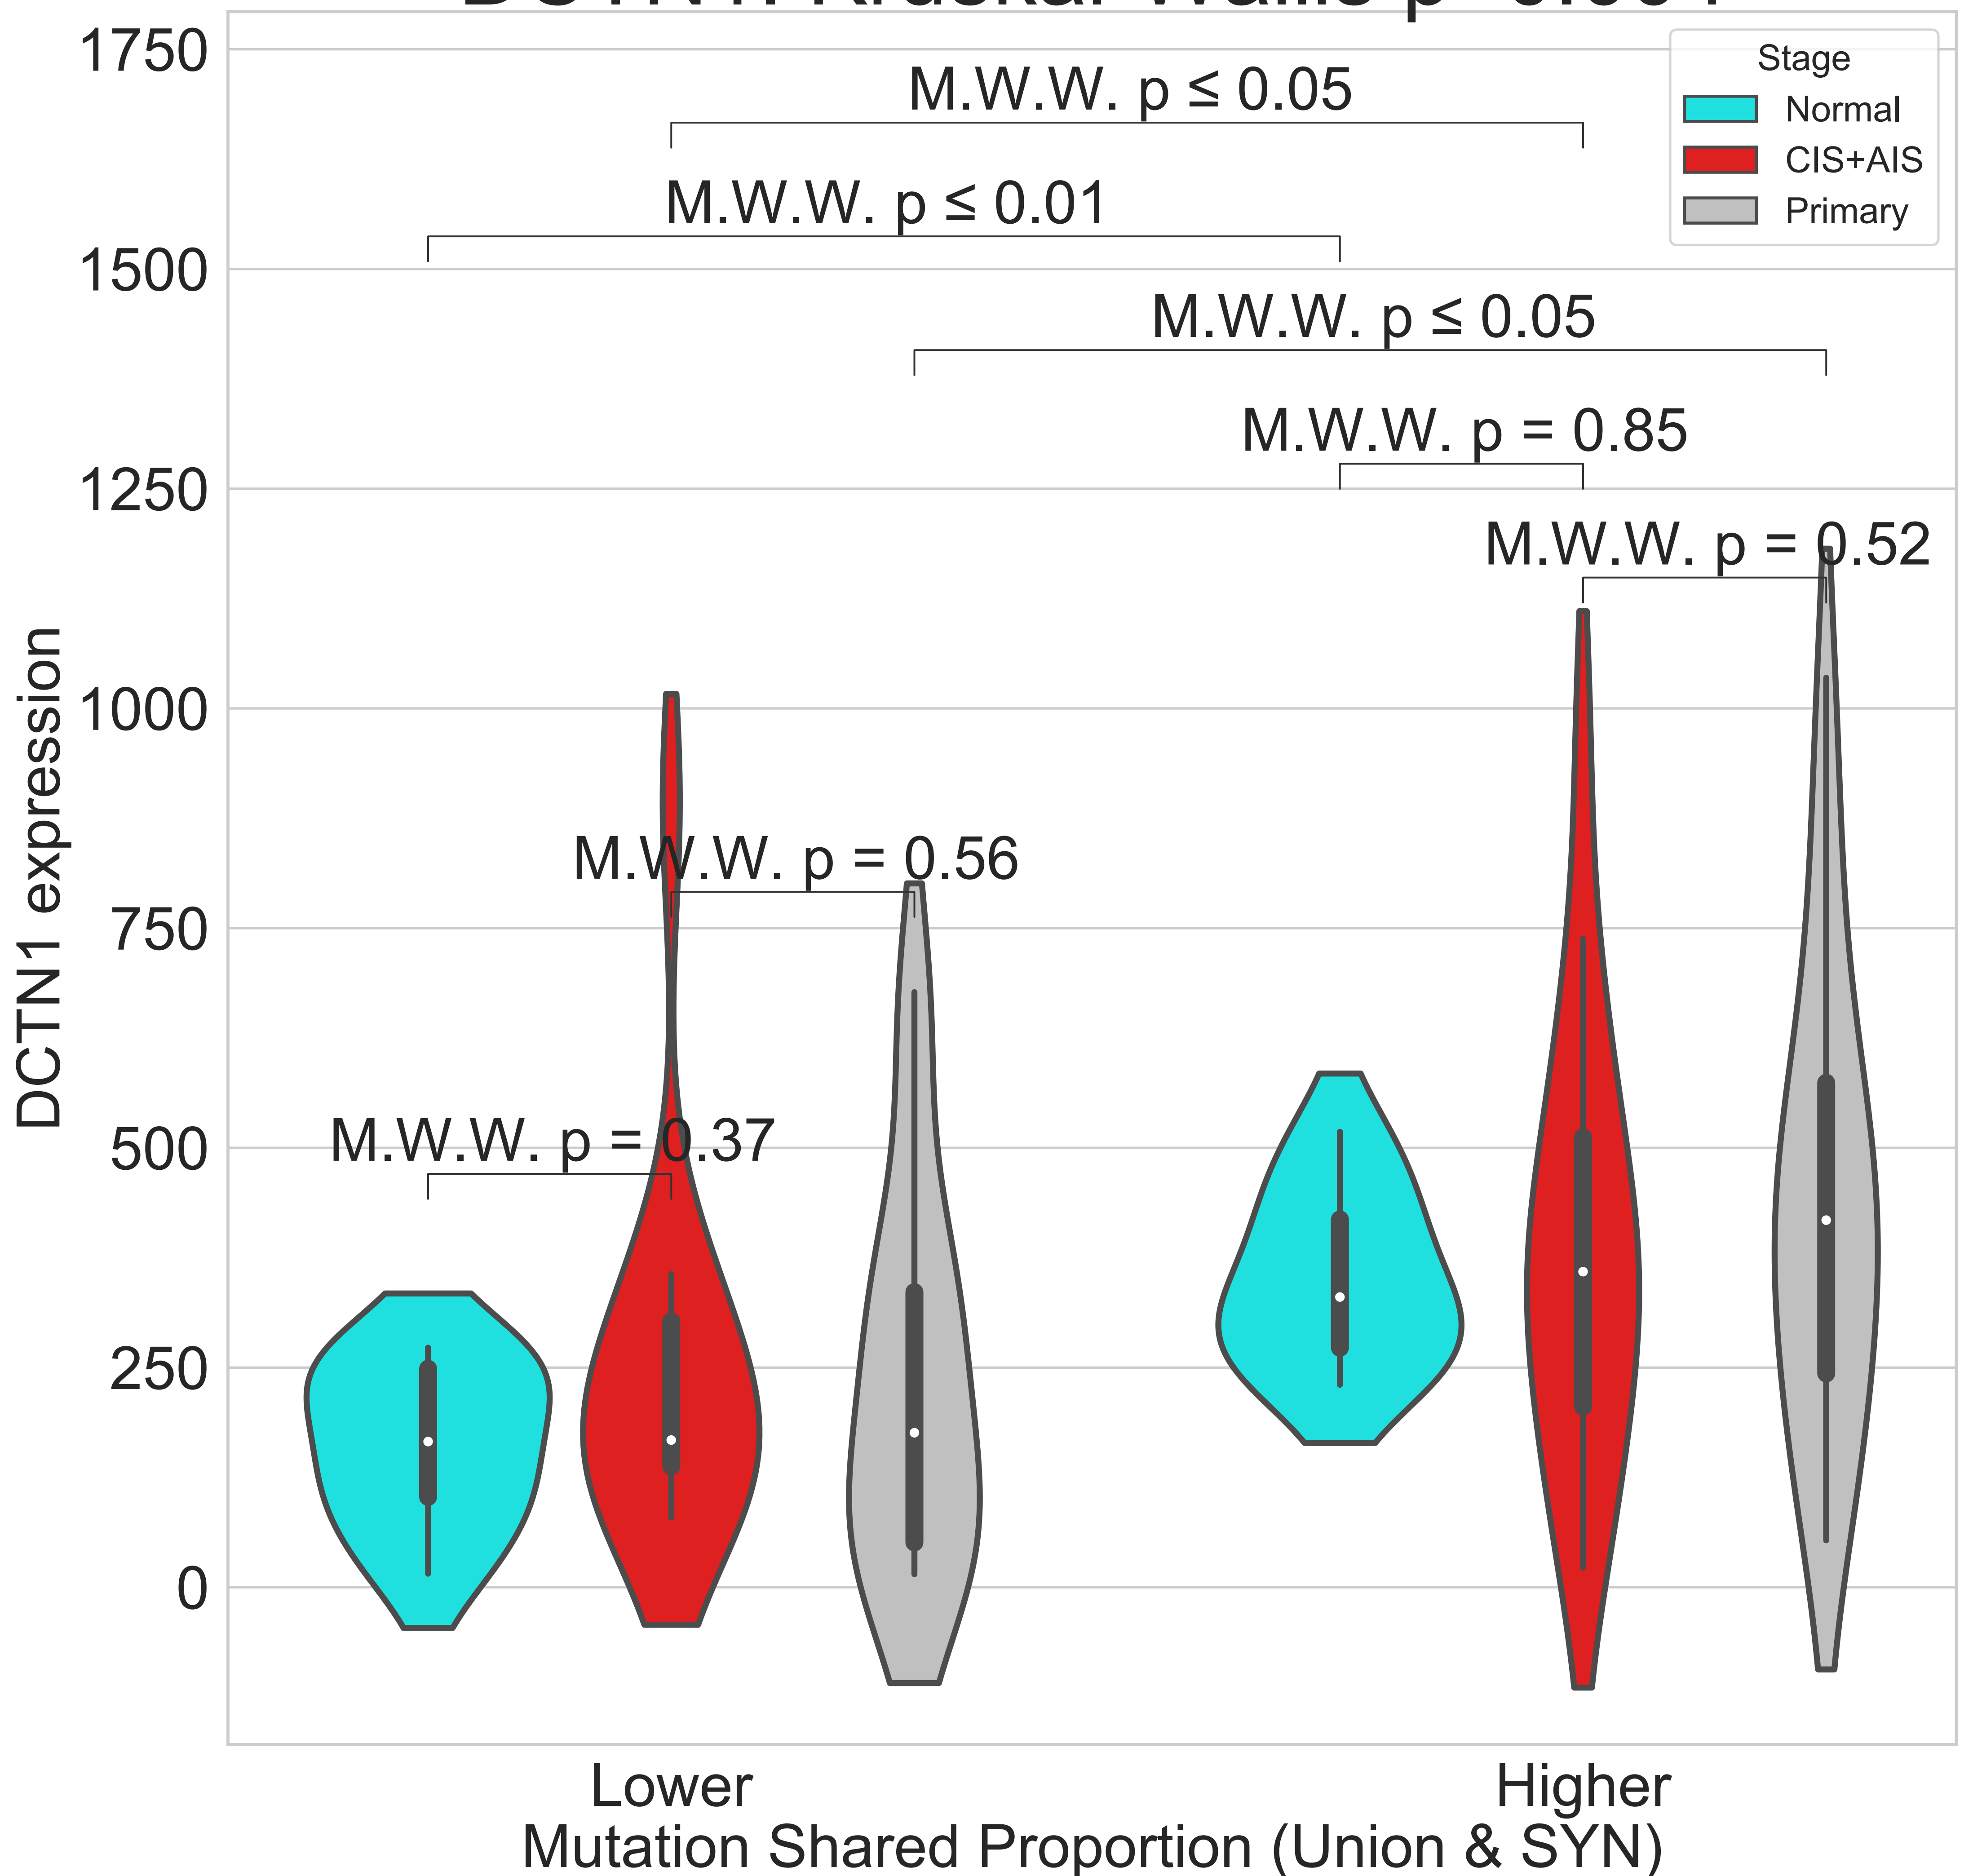 1750
1500
1250
1000
750
500
250
0
DCTN1 expression
Stage
Normal
CIS+AIS
Primary
M.W.W. p ≤ 0.05
M.W.W. p ≤ 0.01
M.W.W. p ≤ 0.05
M.W.W. p = 0.85
M.W.W. p = 0.52
M.W.W. p = 0.56
M.W.W. p = 0.37
Lower
Higher
Mutation Shared Proportion (Union & SYN)